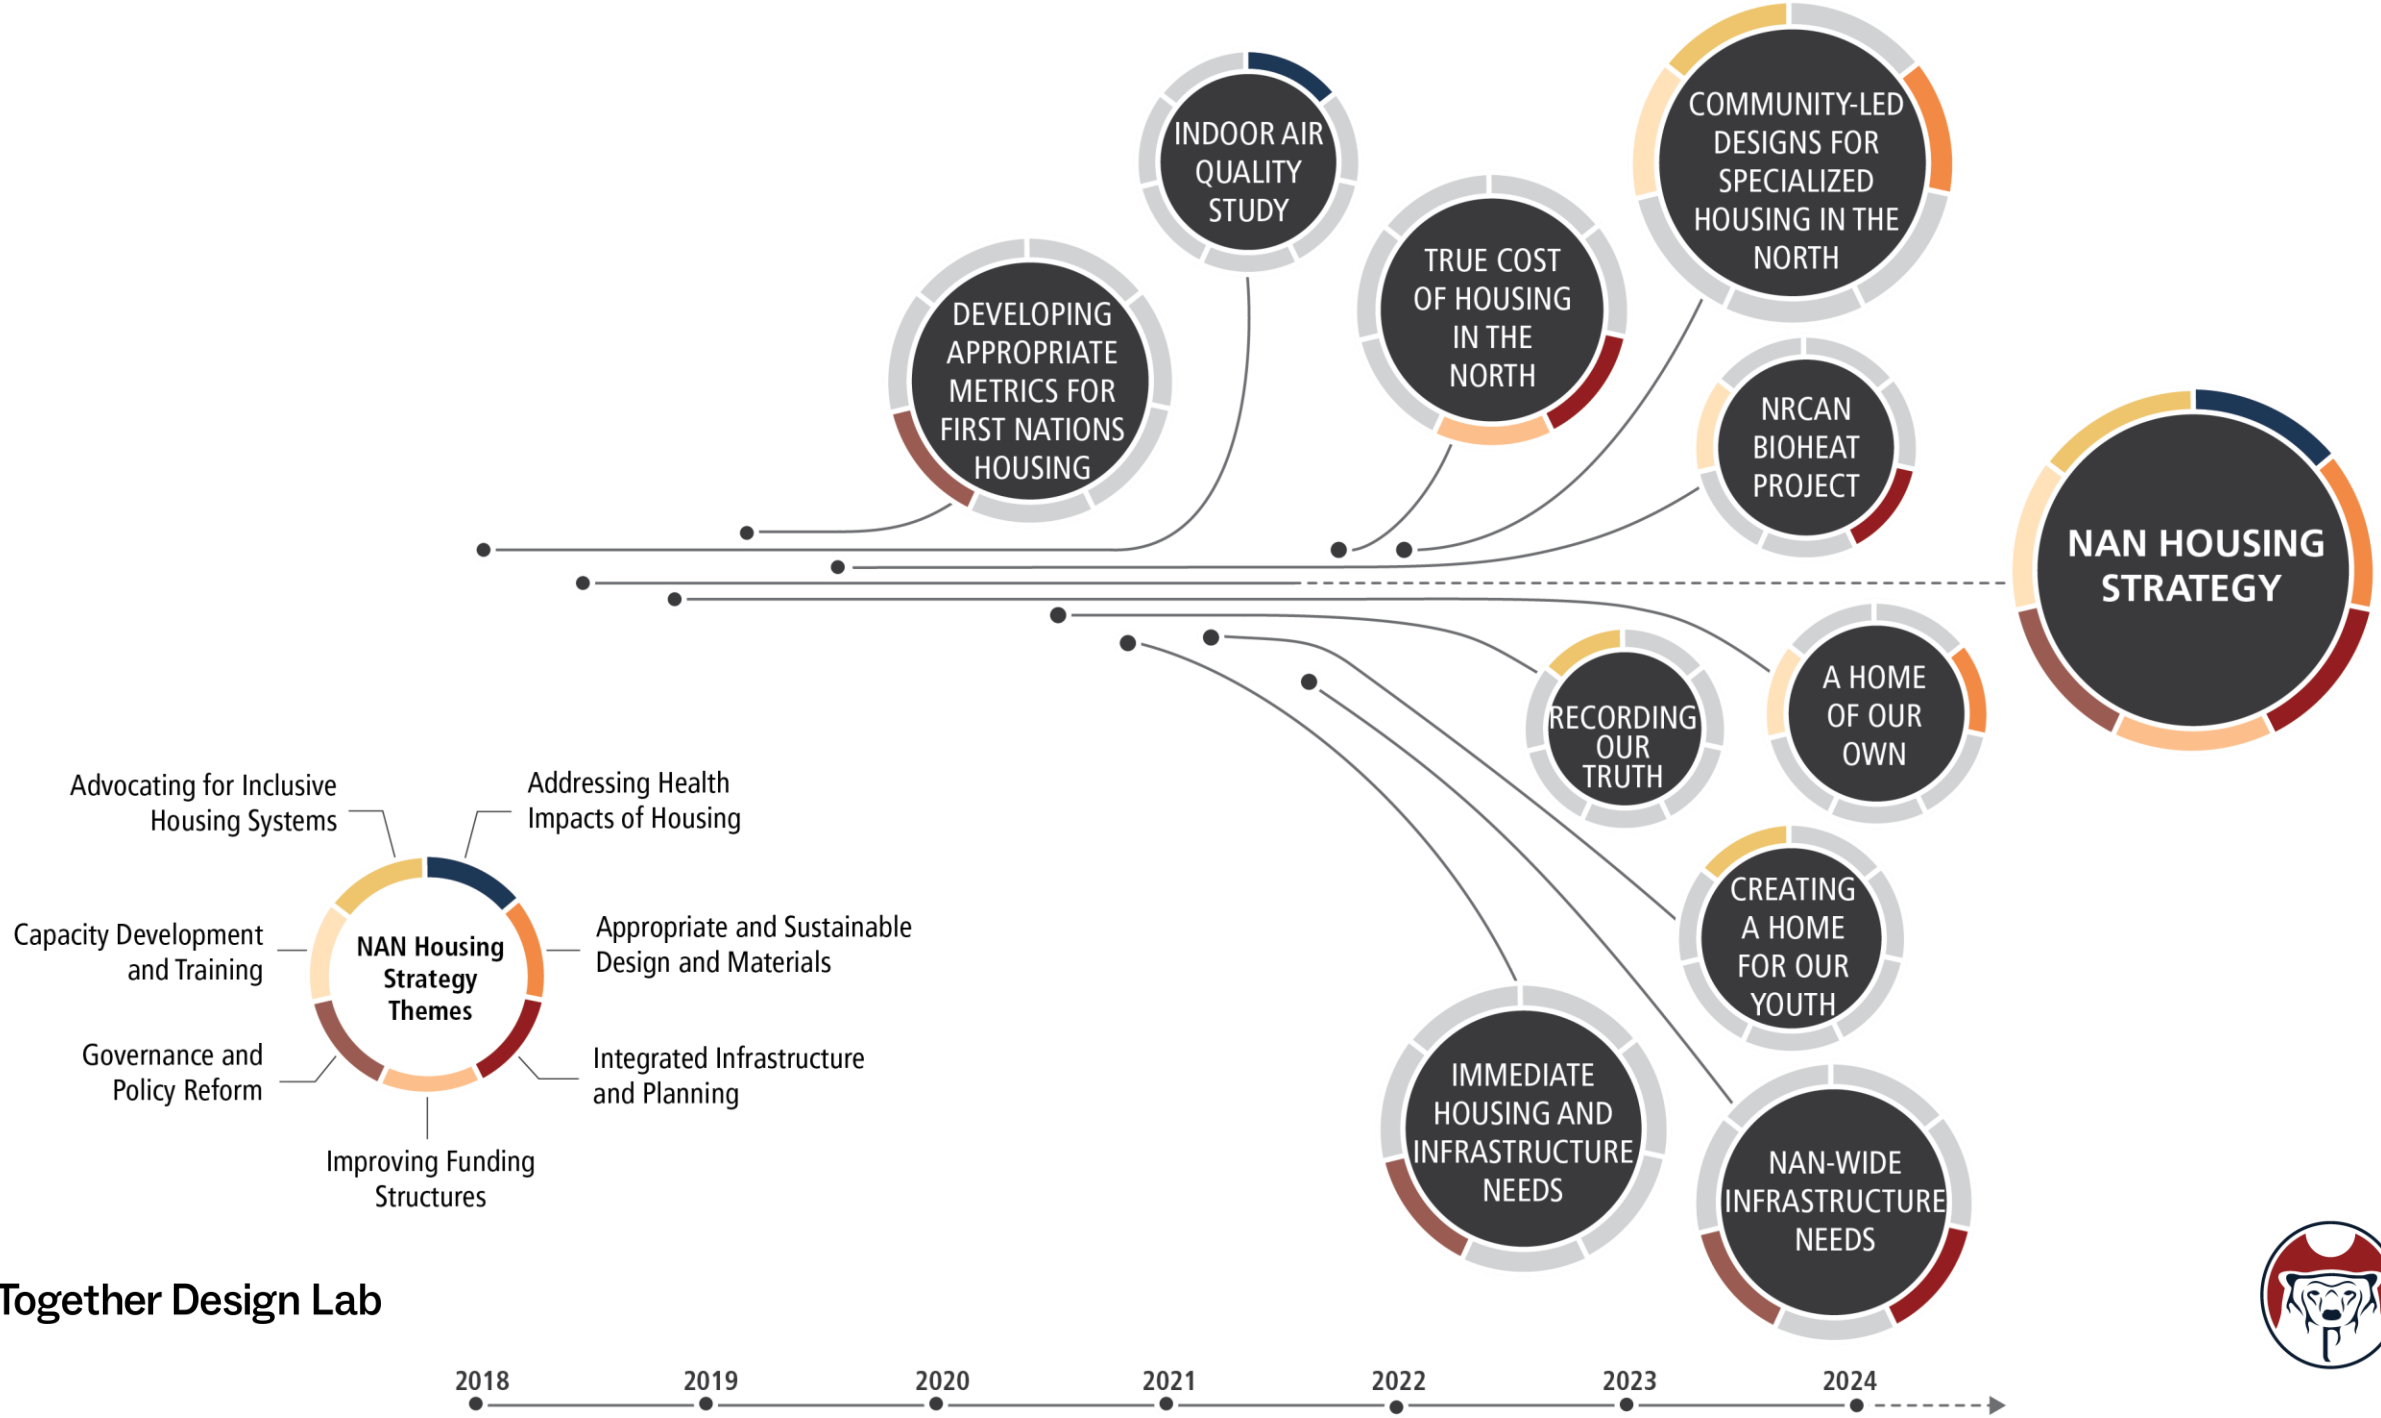 INDOOR AIR
QUALITY
STUDY
COMMUNITY-LED
DESIGNS FOR
SPECIALIZED
HOUSING IN THE
NORTH
DEVELOPING
APPROPRIATE
METRICS FOR
FIRST NATIONS
HOUSING
TRUE COST
OF HOUSING
IN THE
NORTH
NRCAN
BIOHEAT
PROJECT
NAN HOUSING
STRATEGY
RECORDING
OUR
TRUTH
A HOME
OF OUR
OWN
CREATING
A HOME
FOR OUR
YOUTH
IMMEDIATE
HOUSING AND
INFRASTRUCTURE
NEEDS
NAN-WIDE
INFRASTRUCTURE
NEEDS
Advocating for Inclusive
Housing Systems
Addressing Health
Impacts of Housing
Capacity Development
and Training
NAN Housing
Strategy
Themes
Appropriate and Sustainable
Design and Materials
Governance and
Policy Reform
Integrated Infrastructure
and Planning
Improving Funding
Structures
Together Design Lab
2018 2019 2020 2021 2022 2023 2024